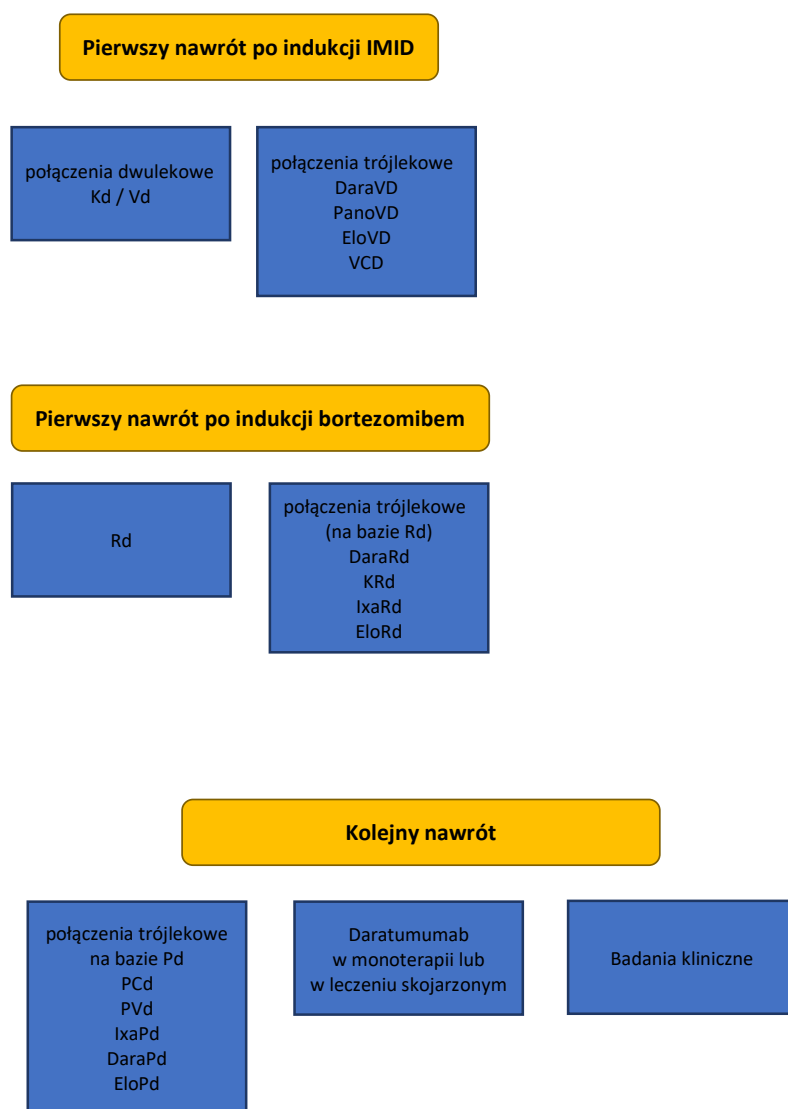 Pierwszy nawrót po indukcji IMID
połączenia dwulekowe
Kd / Vd
połączenia trójlekowe
DaraVD
PanoVD
EloVD
VCD
Pierwszy nawrót po indukcji bortezomibem
Rd
połączenia trójlekowe
(na bazie Rd)
DaraRd
KRd
IxaRd
EloRd
Kolejny nawrót
połączenia trójlekowe
na bazie Pd
PCd
PVd
IxaPd
DaraPd
EloPd
Daratumumab
w monoterapii lub
w leczeniu skojarzonym
Badania kliniczne